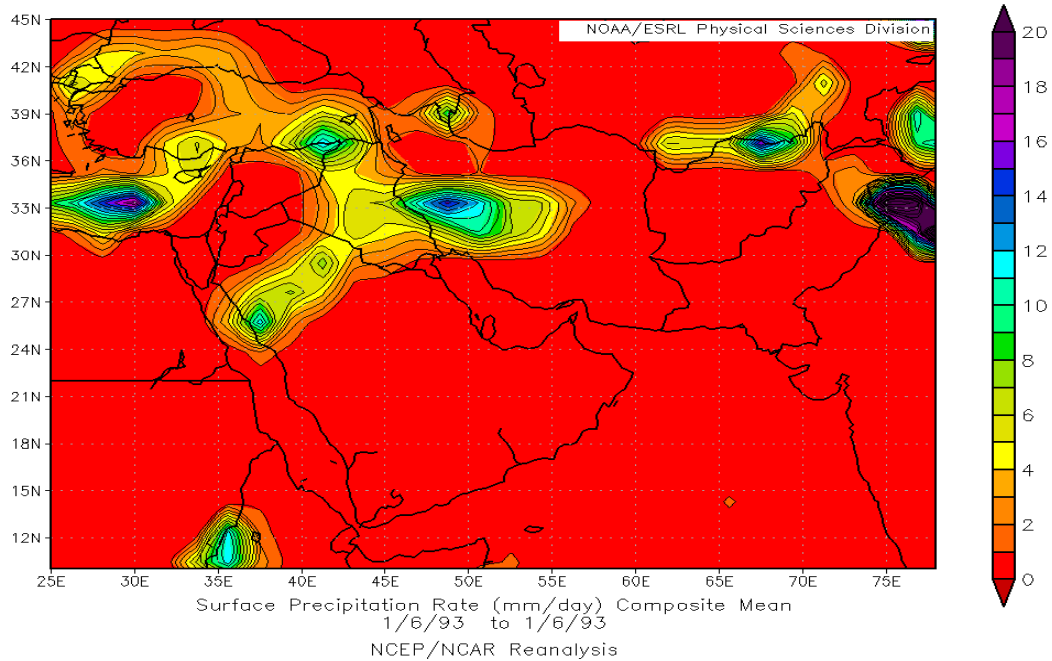 NOAA/ESRL Physical Sciences Division
45N
42N
39N
36N
33N
30N
27N
24N
21N
18N
15N
12N
25E 30E 35E 40E 45E 50E 55E 60E 65E 70E 75E
20
18
16
14
12
10
8
6
4
2
0
Surface Precipitation Rate (mm/day) Composite Mean
1/6/93 to 1/6/93
NCEP/NCAR Reanalysis